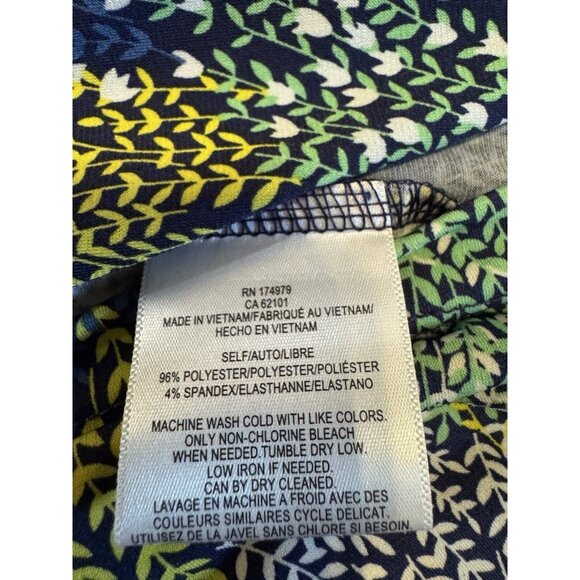 RN 174979
CA 62101
MADE IN VIETNAM/FABRIQUÉ AU VIETNAM/
HECHO EN VIETNAM
SELF/AUTO/LIBRE
96% POLYESTER/POLYESTER/POLIÉSTER
4% SPANDEX/ELASTHANNE/ELASTANO
MACHINE WASH COLD WITH LIKE COLORS.
ONLY NON-CHLORINE BLEACH
WHEN NEEDED.TUMBLE DRY LOW.
LOW IRON IF NEEDED.
CAN BY DRY CLEANED.
LAVAGE EN MACHINE A FROID AVEC DES
COULEURS SIMILAIRES CYCLE DELICAT.
UTILISEZ DE LA JAVEL SANS CHLORE SI